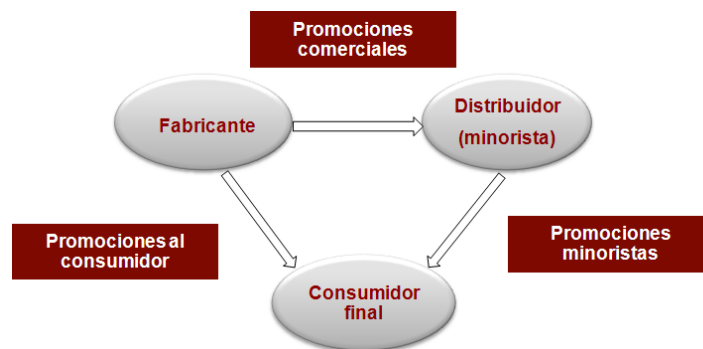 Promociones
comerciales
Fabricante
Distribuidor
(minorista)
Promociones al
consumidor
Promociones
minoristas
Consumidor
final